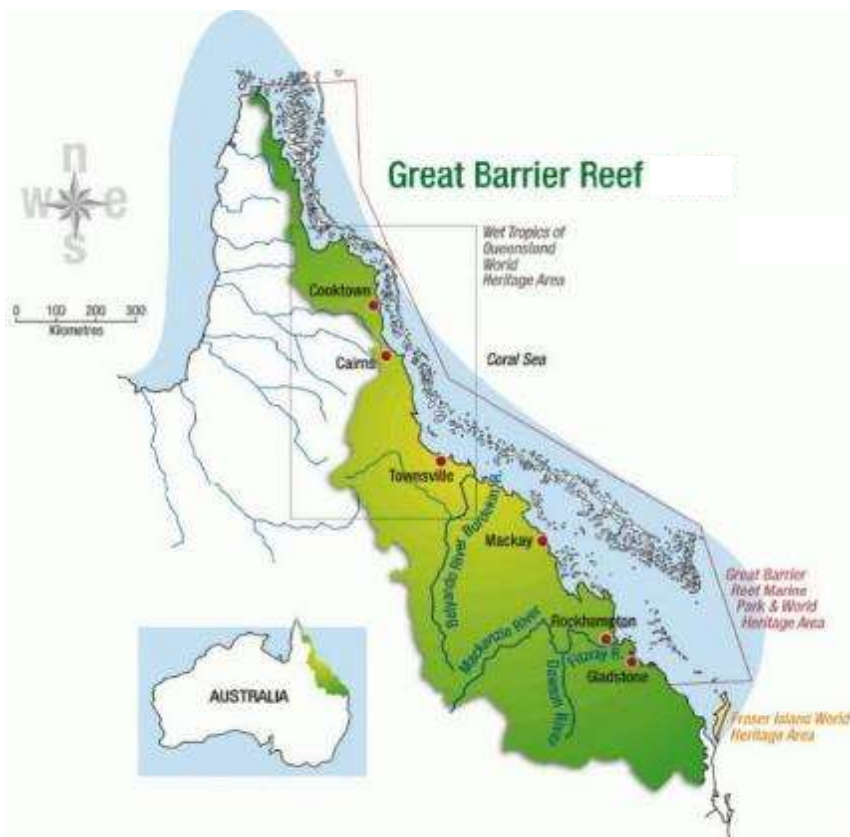 n
w e
s
Great Barrier Reef
Wet Tropics of
Queensland
World
Heritage Area
Cooktown
0 100 200 300
Kilometres
Cairns
Coral Sea
Townsville
Burdekin R.
Mackay
Belyando River
Great Barrier
Reef Marine
Park & World
Heritage Area
Rockhampton
Mackenzie River
Fitzroy R.
Gladstone
Dawson River
AUSTRALIA
Fraser Island World
Heritage Area